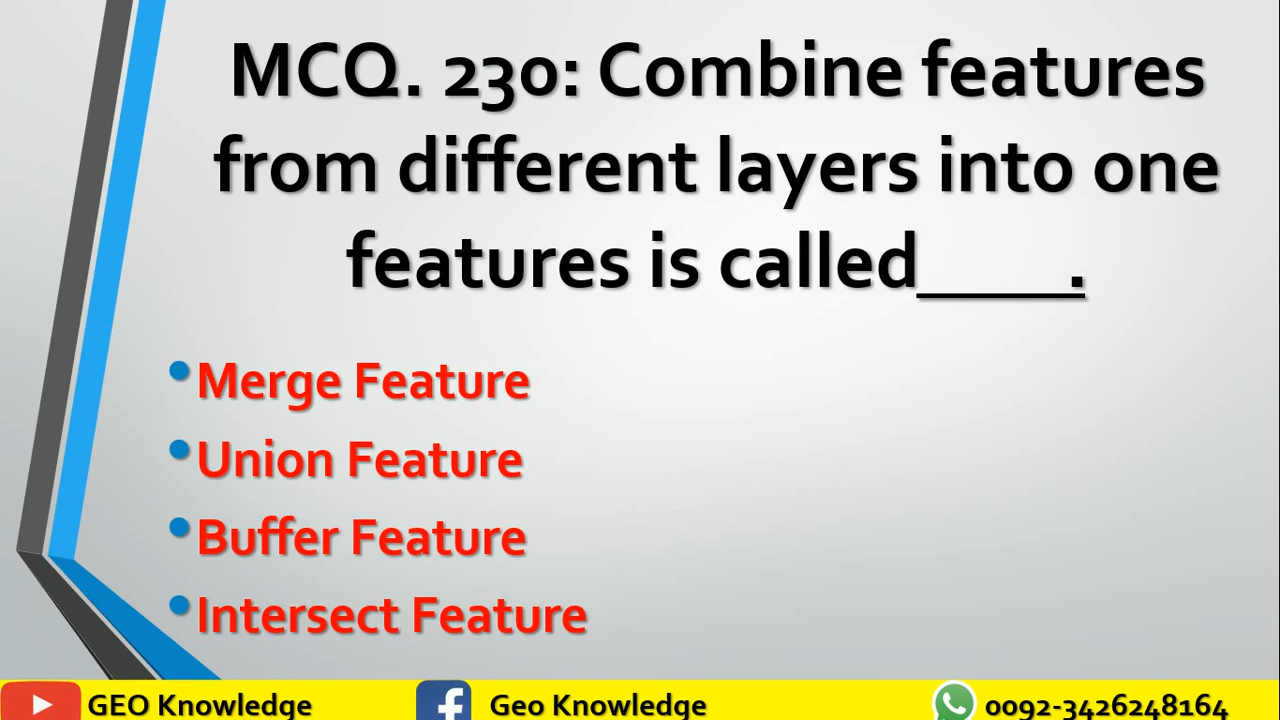 MCQ. 230: Combine features
from different layers into one
features is called____.
• Merge Feature
• Union Feature
• Buffer Feature
• Intersect Feature
GEO Knowledge Geo Knowledge 0092-3426248164